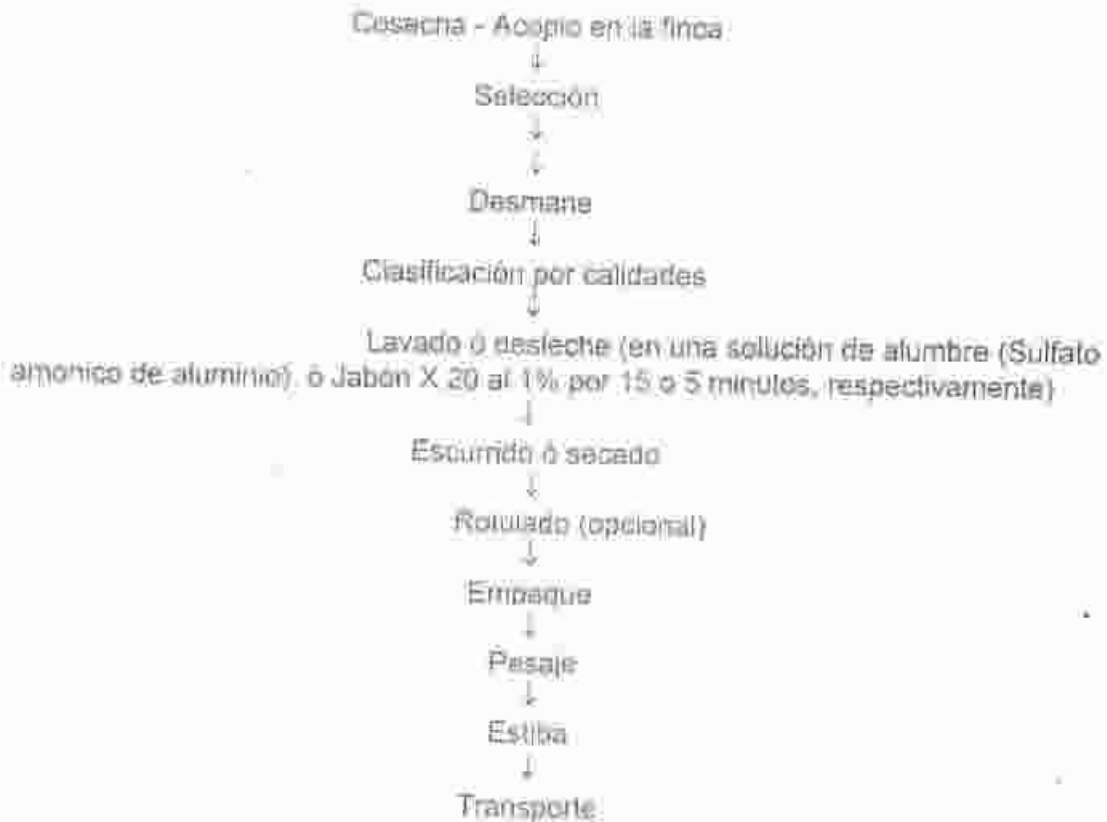 Cosecha - Acopio en la finca
↓
Selección
↓
↓
Desmane
↓
Clasificación por calidades
↓
Lavado ó desleche (en una solución de alumbre (Sulfato
amonico de aluminio), ó Jabón X 20 al 1% por 15 o 5 minutos, respectivamente)
↓
Escurrido ó secado
↓
Rotulado (opcional)
↓
Empaque
↓
Pesaje
↓
Estiba
↓
Transporte